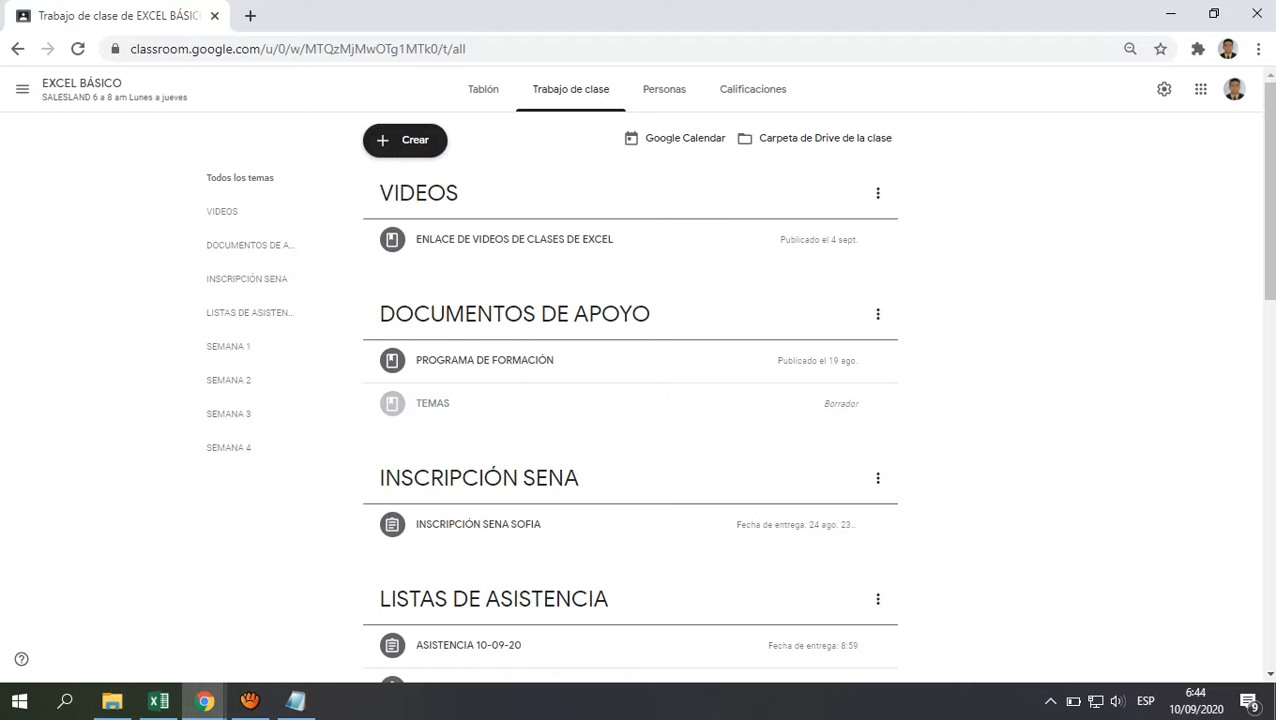 Trabajo de clase de EXCEL BÁSIC
classroom.google.com/u/0/w/MTQzMjMwOTg1MTk0/t/all
EXCEL BÁSICO
SALESLAND 6 a 8 am Lunes a jueves
Tablón
Trabajo de clase
Personas
Calificaciones
Crear
Google Calendar
Carpeta de Drive de la clase
Todos los temas
VIDEOS
DOCUMENTOS DE A...
INSCRIPCIÓN SENA
LISTAS DE ASISTEN...
SEMANA 1
SEMANA 2
SEMANA 3
SEMANA 4
VIDEOS
ENLACE DE VIDEOS DE CLASES DE EXCEL
Publicado el 4 sept.
DOCUMENTOS DE APOYO
PROGRAMA DE FORMACIÓN
Publicado el 19 ago.
TEMAS
Borrador
INSCRIPCIÓN SENA
INSCRIPCIÓN SENA SOFIA
Fecha de entrega: 24 ago. 23..
LISTAS DE ASISTENCIA
ASISTENCIA 10-09-20
Fecha de entrega: 8:59
ESP
6:44
10/09/2020
9